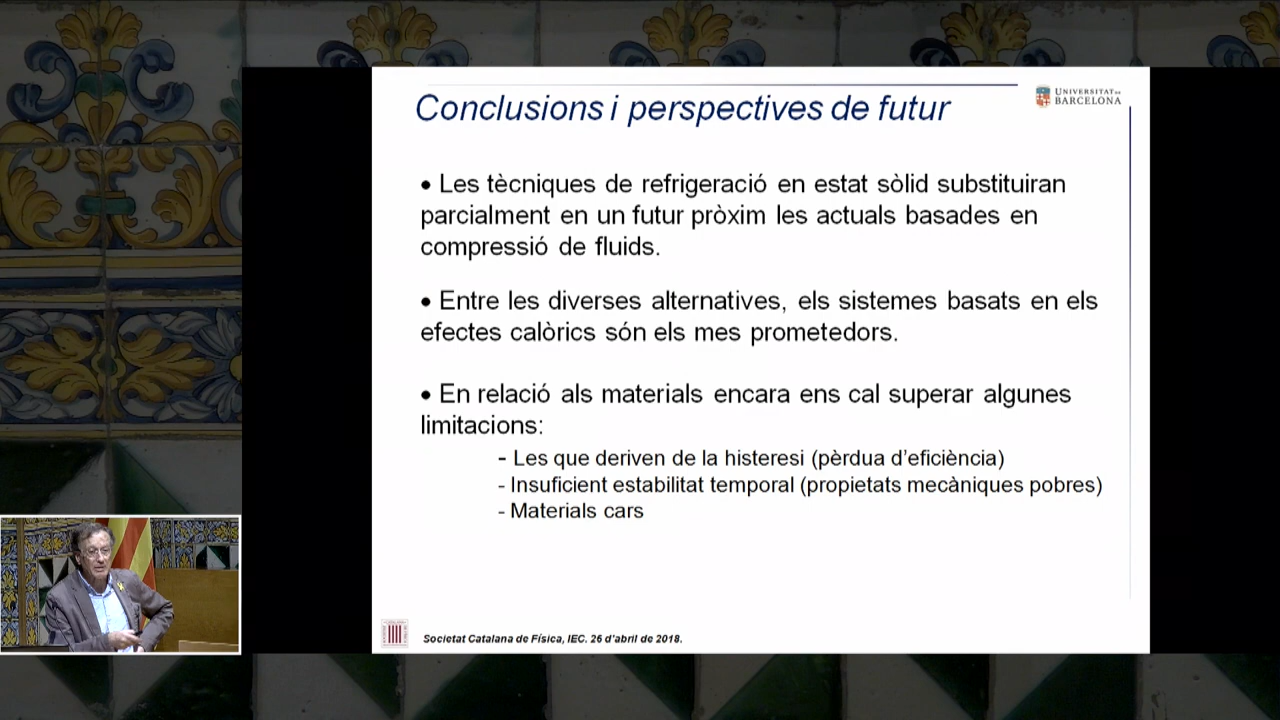 Conclusions i perspectives de futur
UNIVERSITAT DE
BARCELONA
• Les tècniques de refrigeració en estat sòlid substituiran
parcialment en un futur pròxim les actuals basades en
compressió de fluids.
• Entre les diverses alternatives, els sistemes basats en els
efectes calòrics són els mes prometedors.
• En relació als materials encara ens cal superar algunes
limitacions:
- Les que deriven de la histeresi (pèrdua d'eficiència)
- Insuficient estabilitat temporal (propietats mecàniques pobres)
- Materials cars
Societat Catalana de Física, IEC. 26 d'abril de 2018.